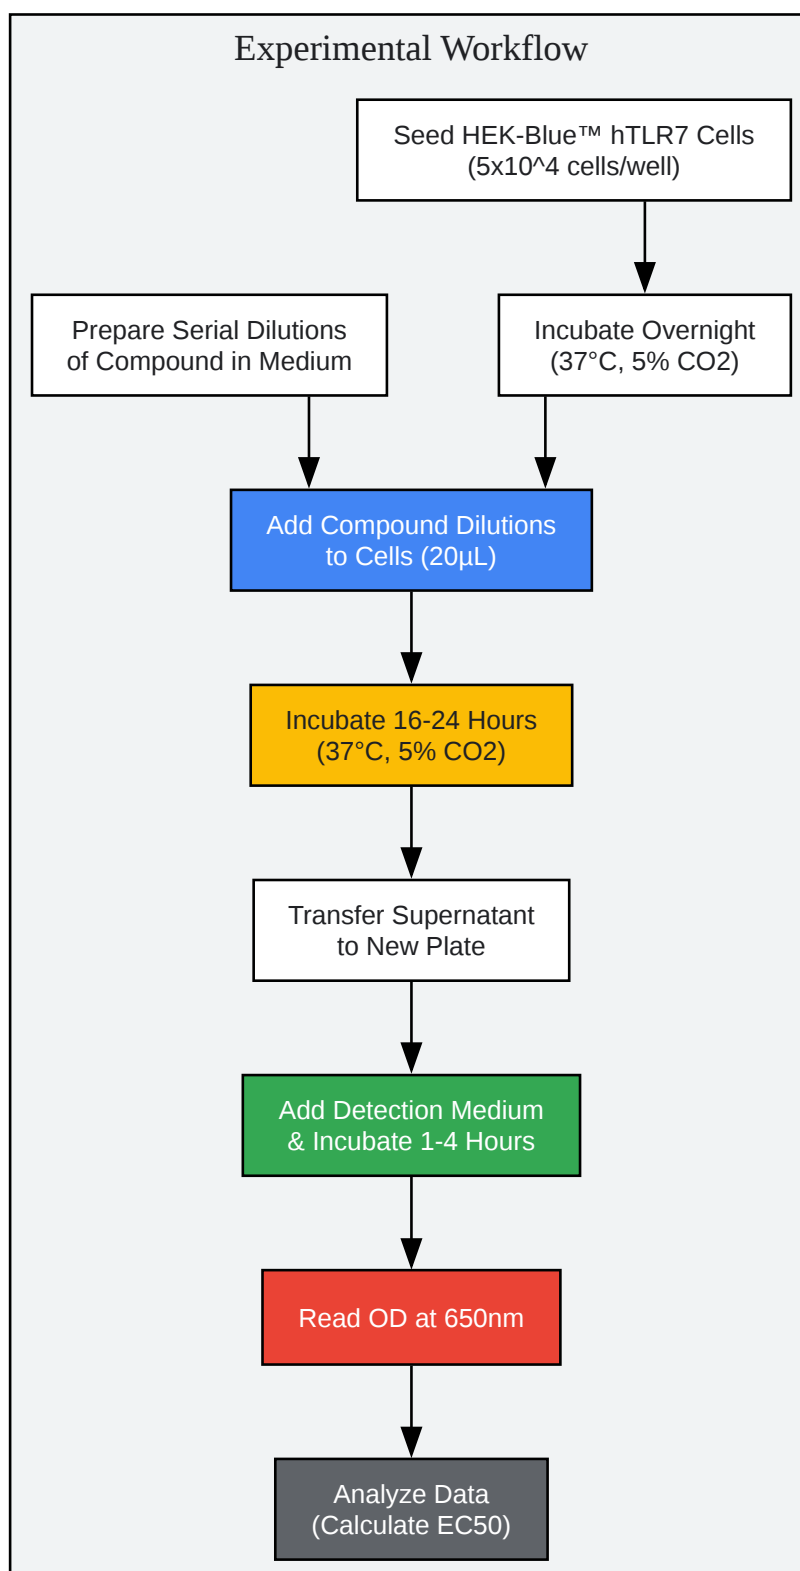 Experimental Workflow
Seed HEK-Blue™ hTLR7 Cells
(5x10^4 cells/well)
Prepare Serial Dilutions
of Compound in Medium
Incubate Overnight
(37°C, 5% CO2)
Add Compound Dilutions
to Cells (20µL)
Incubate 16-24 Hours
(37°C, 5% CO2)
Transfer Supernatant
to New Plate
Add Detection Medium
& Incubate 1-4 Hours
Read OD at 650nm
Analyze Data
(Calculate EC50)